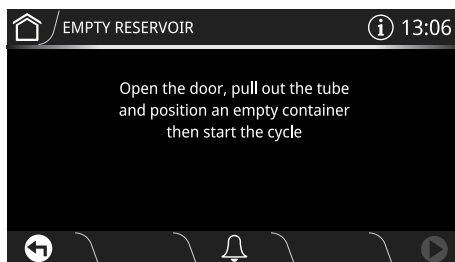 EMPTY RESERVOIR
i 13:06
Open the door, pull out the tube
and position an empty container
then start the cycle